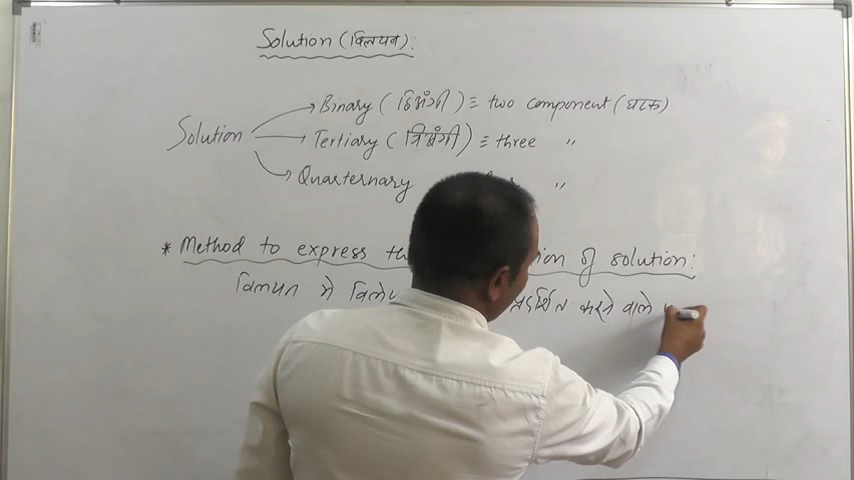 Solution (विलयन):
Binary (द्विअंगी) ≡ two component (घटक)
Solution Tertiary (त्रिअंगी) ≡ three "
Quarternary "
* Method to express th ion of solution:
विलयन मे प्रदर्शित करने वाले